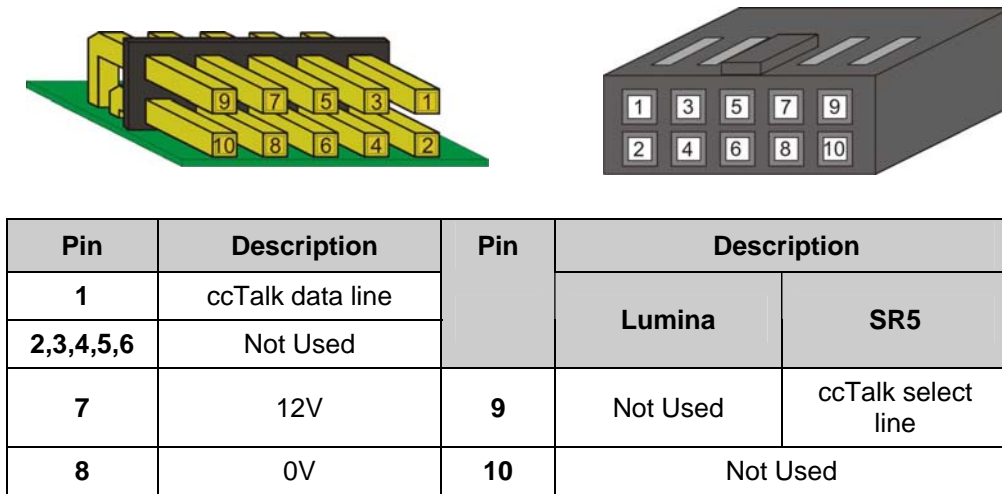 9 7 5 3 1
10 8 6 4 2
1 3 5 7 9
2 4 6 8 10
Pin Description Pin Description
1 ccTalk data line
Lumina SR5
2,3,4,5,6 Not Used
7 12V 9 Not Used ccTalk select
line
8 0V 10 Not Used